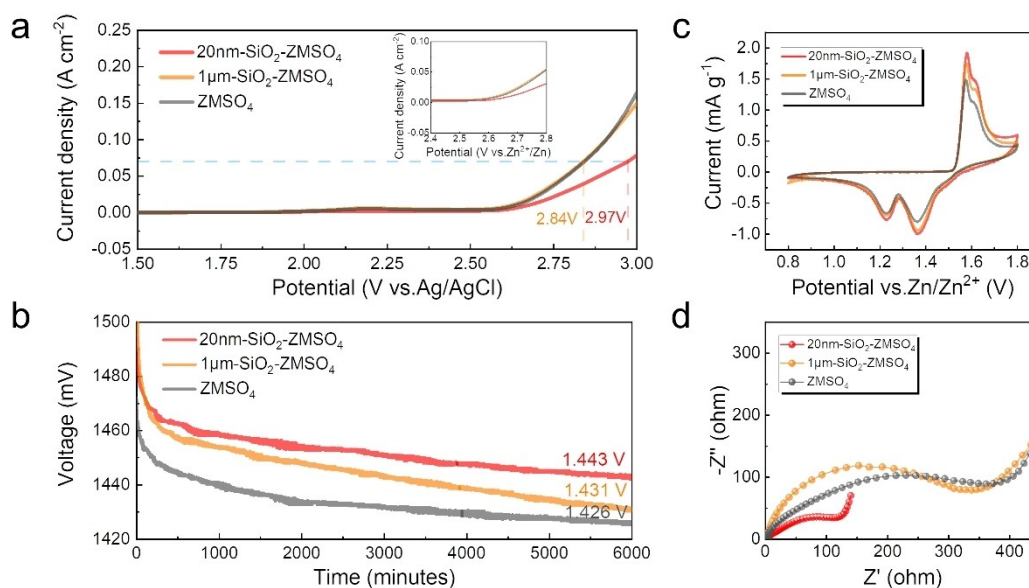 a
0.25
0.20
0.15
0.10
0.05
0.00
-0.05
Current density (A cm⁻²)
20nm-SiO₂-ZMSO₄
1μm-SiO₂-ZMSO₄
ZMSO₄
0.10
0.05
0.00
-0.05
Current density (A cm⁻²)
2.4 2.5 2.6 2.7 2.8
Potential (V vs.Zn²⁺/Zn)
2.84V 2.97V
1.50 1.75 2.00 2.25 2.50 2.75 3.00
Potential (V vs.Ag/AgCl)
b
1500
1480
1460
1440
1420
Voltage (mV)
20nm-SiO₂-ZMSO₄
1μm-SiO₂-ZMSO₄
ZMSO₄
1.443 V
1.431 V
1.426 V
0 1000 2000 3000 4000 5000 6000
Time (minutes)
c
2.0
1.5
1.0
0.5
0.0
-0.5
-1.0
Current (mA g⁻¹)
20nm-SiO₂-ZMSO₄
1μm-SiO₂-ZMSO₄
ZMSO₄
0.8 1.0 1.2 1.4 1.6 1.8
Potential vs.Zn/Zn²⁺ (V)
d
300
200
100
0
-Z" (ohm)
20nm-SiO₂-ZMSO₄
1μm-SiO₂-ZMSO₄
ZMSO₄
0 100 200 300 400
Z' (ohm)